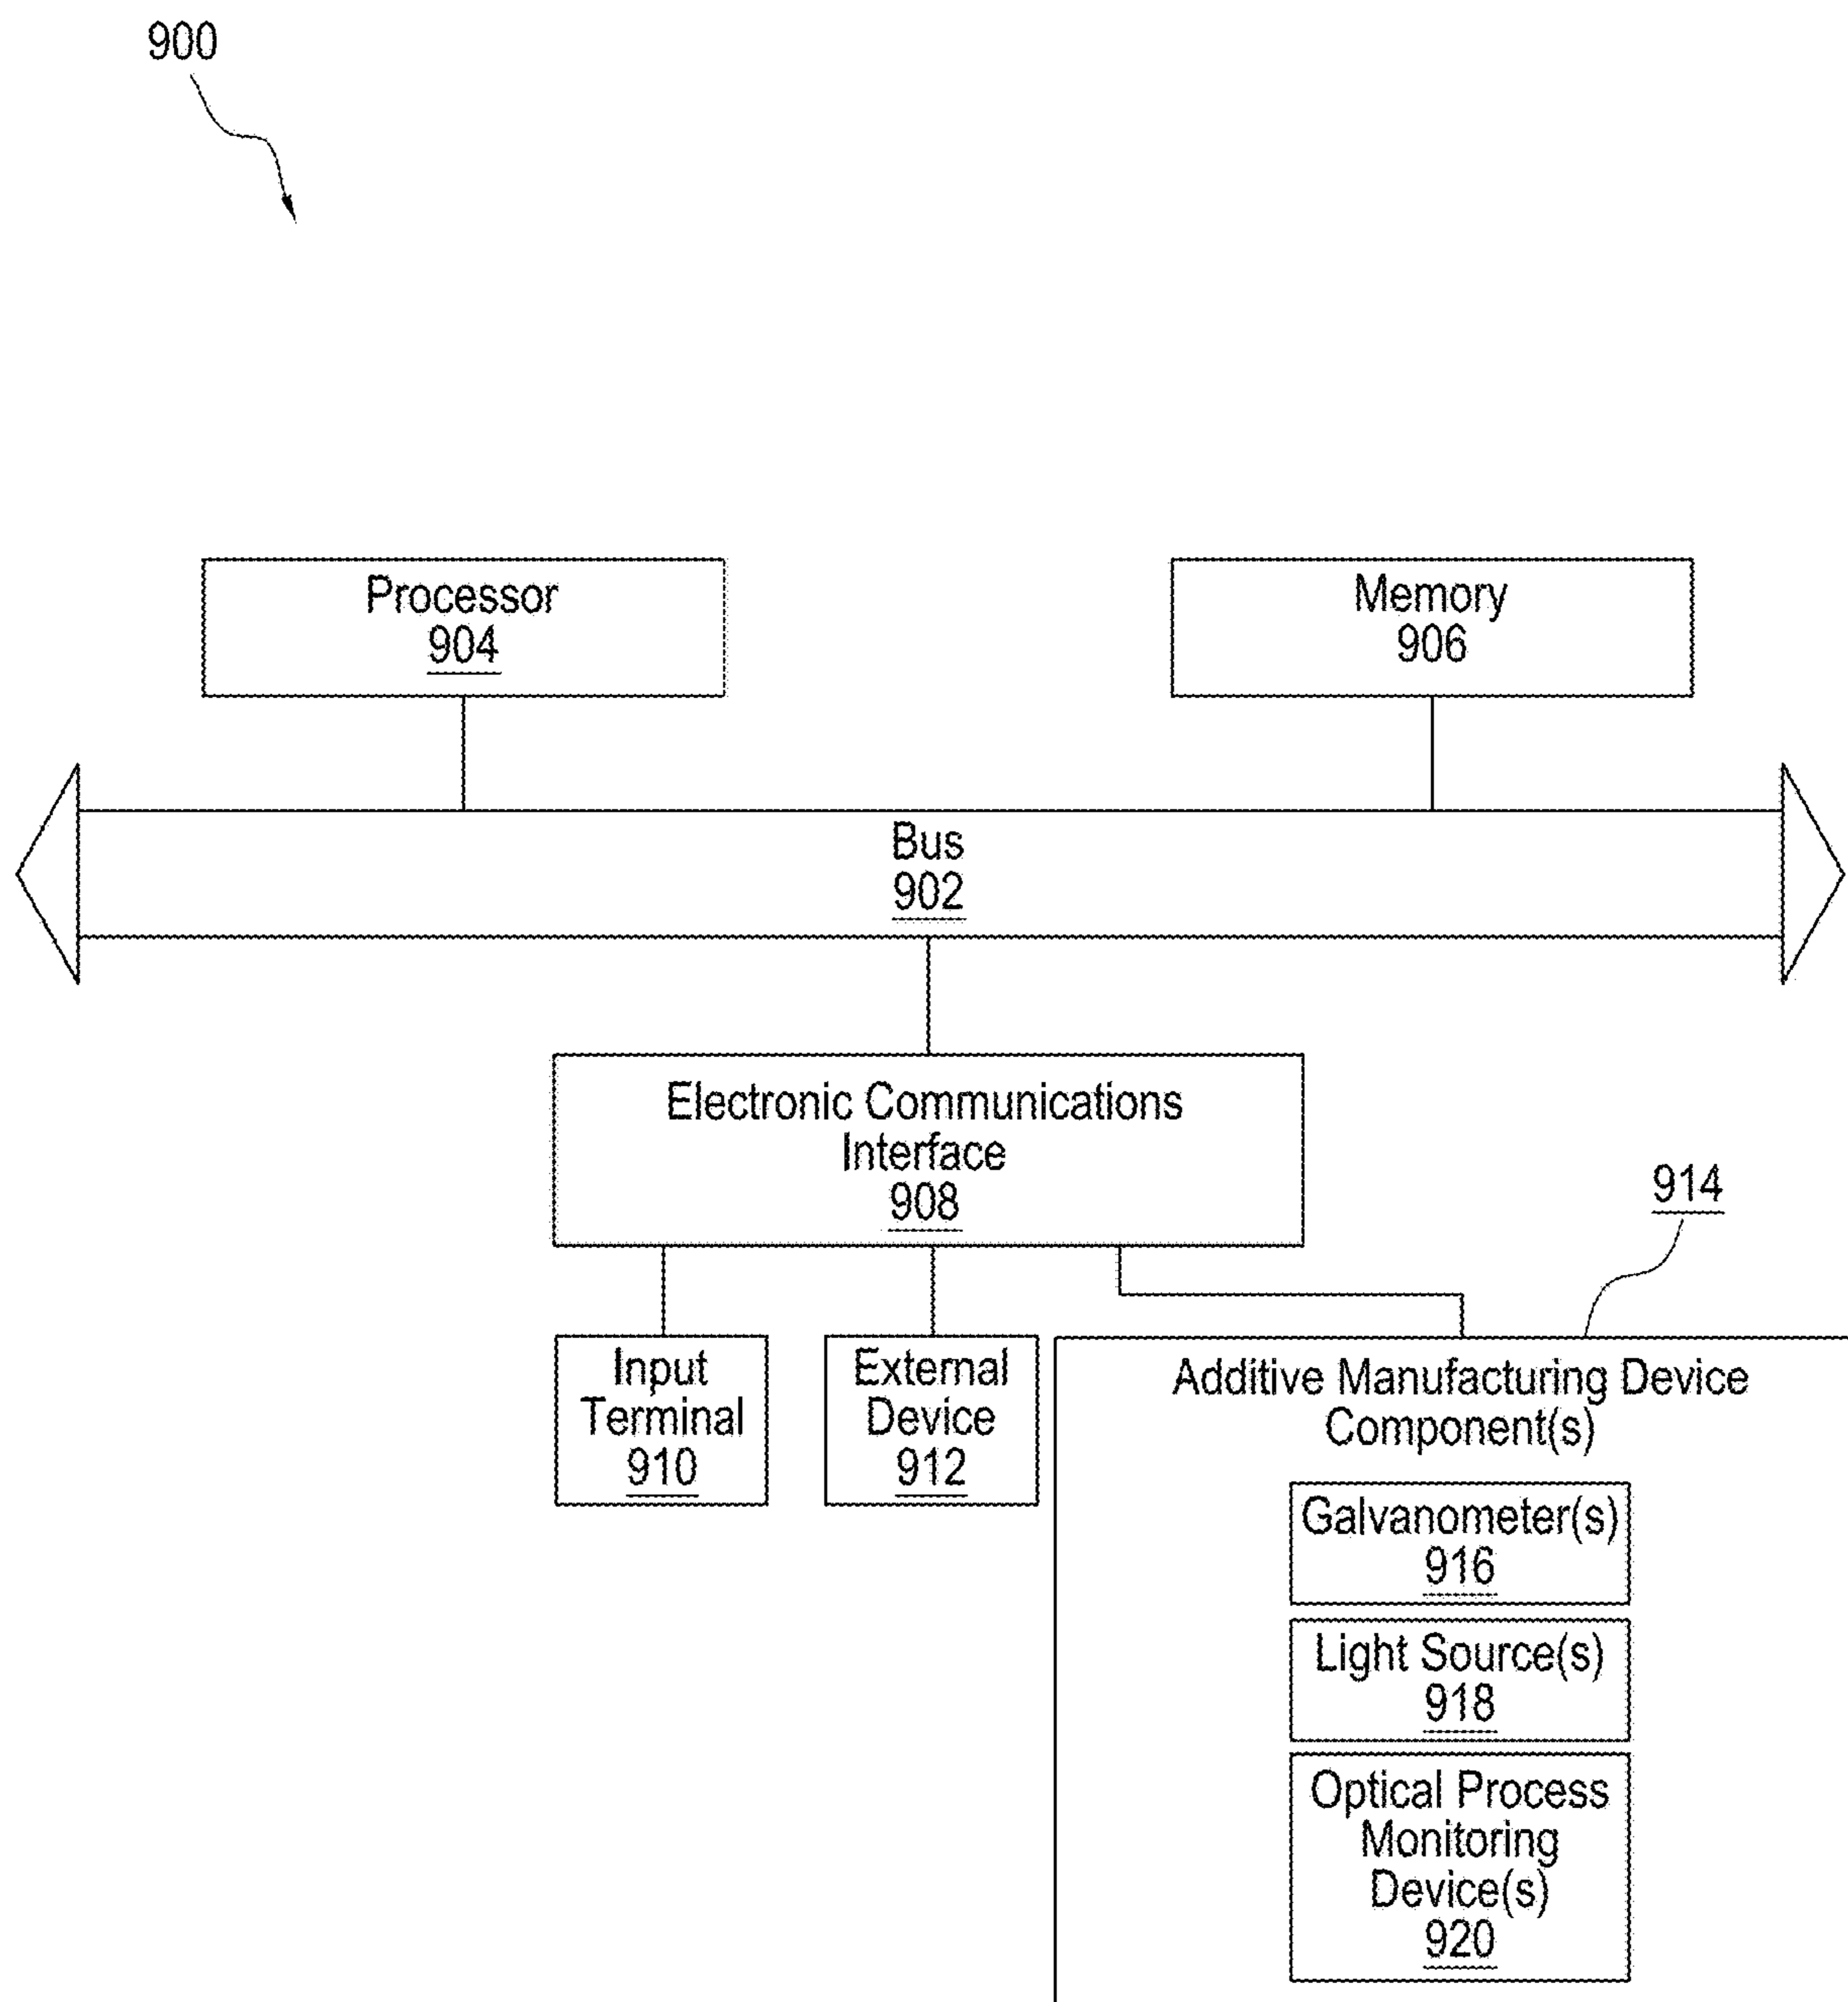 900
Processor
904
Memory
906
Bus
902
Electronic Communications
Interface
908
914
Input
Terminal
910
External
Device
912
Additive Manufacturing Device
Component(s)
Galvanometer(s)
916
Light Source(s)
918
Optical Process
Monitoring
Device(s)
920